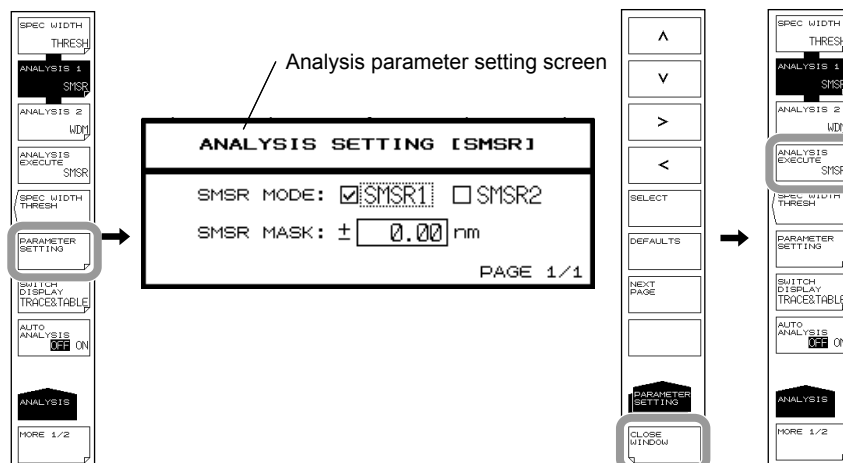 SPEC WIDTH
THRESH
ANALYSIS 1
SMSR
ANALYSIS 2
WDM
ANALYSIS
EXECUTE
SMSR
SPEC WIDTH
THRESH
PARAMETER
SETTING
SWITCH
DISPLAY
TRACE&TABLE
AUTO
ANALYSIS
OFF ON
ANALYSIS
MORE 1/2
Analysis parameter setting screen
ANALYSIS SETTING [SMSR]
SMSR MODE: ☑SMSR1 ☐SMSR2
SMSR MASK: ± 0.00 nm
PAGE 1/1
∧
∨
>
<
SELECT
DEFAULTS
NEXT
PAGE
PARAMETER
SETTING
CLOSE
WINDOW
SPEC WIDTH
THRESH
ANALYSIS 1
SMSR
ANALYSIS 2
WDM
ANALYSIS
EXECUTE
SMSR
SPEC WIDTH
THRESH
PARAMETER
SETTING
SWITCH
DISPLAY
TRACE&TABLE
AUTO
ANALYSIS
OFF ON
ANALYSIS
MORE 1/2